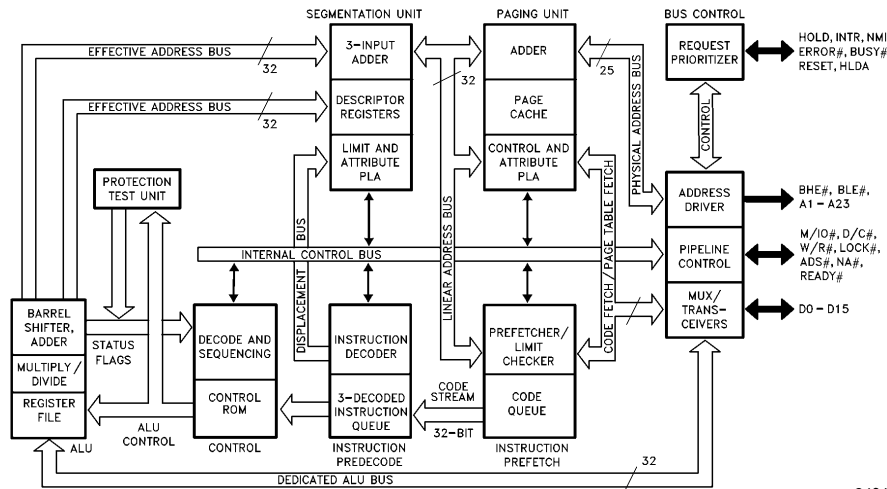 SEGMENTATION UNIT
PAGING UNIT
BUS CONTROL
EFFECTIVE ADDRESS BUS
32
3-INPUT
ADDER
32
ADDER
25
REQUEST
PRIORITIZER
HOLD, INTR, NMI
ERROR#, BUSY#
RESET, HLDA
EFFECTIVE ADDRESS BUS
32
DESCRIPTOR
REGISTERS
PAGE
CACHE
PHYSICAL ADDRESS BUS
CONTROL
LIMIT AND
ATTRIBUTE
PLA
CONTROL AND
ATTRIBUTE
PLA
PROTECTION
TEST UNIT
ADDRESS
DRIVER
BHE#, BLE#,
A1 - A23
DISPLACEMENT BUS
LINEAR ADDRESS BUS
CODE FETCH/PAGE TABLE FETCH
INTERNAL CONTROL BUS
PIPELINE
CONTROL
M/IO#, D/C#,
W/R#, LOCK#,
ADS#, NA#,
READY#
MUX/
TRANS-
CEIVERS
D0 - D15
BARREL
SHIFTER,
ADDER
STATUS
FLAGS
DECODE AND
SEQUENCING
INSTRUCTION
DECODER
PREFETCHER/
LIMIT
CHECKER
MULTIPLY/
DIVIDE
REGISTER
FILE
CONTROL
ROM
3-DECODED
INSTRUCTION
QUEUE
CODE
STREAM
32-BIT
CODE
QUEUE
ALU
ALU
CONTROL
CONTROL
INSTRUCTION
PREDECODE
INSTRUCTION
PREFETCH
DEDICATED ALU BUS
32